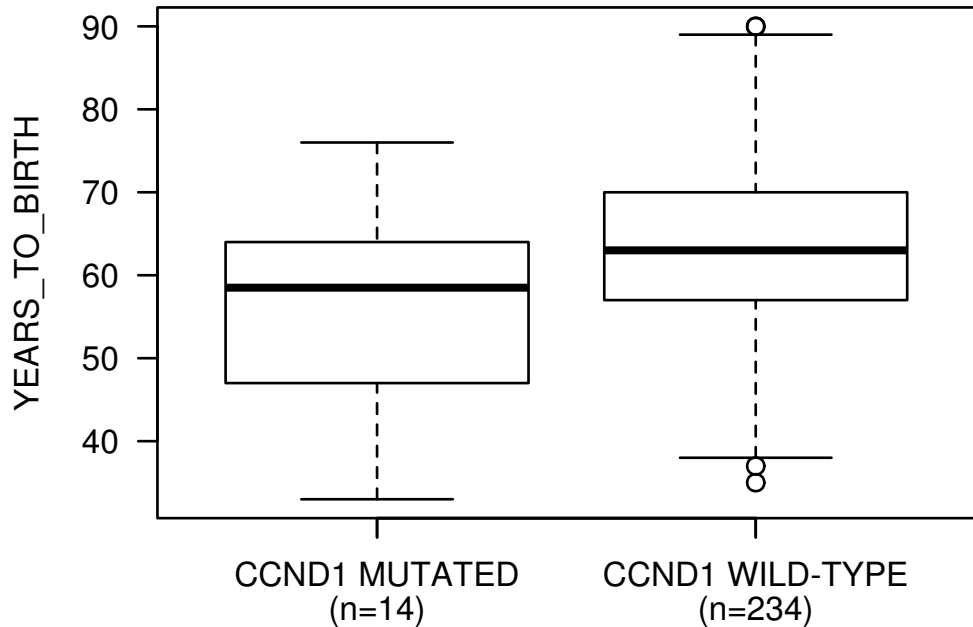 YEARS_TO_BIRTH
90
80
70
60
50
40
CCND1 MUTATED
(n=14)
CCND1 WILD-TYPE
(n=234)